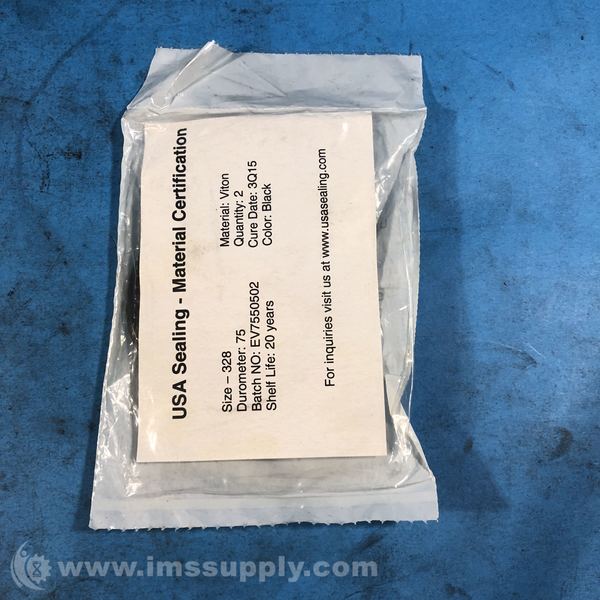 USA Sealing - Material Certification
Size – 328
Durometer: 75
Batch NO: EV7550502
Shelf Life: 20 years
Material: Viton
Quantity: 2
Cure Date: 3Q15
Color: Black
For inquiries visit us at www.usasealing.com
www.imssupply.com